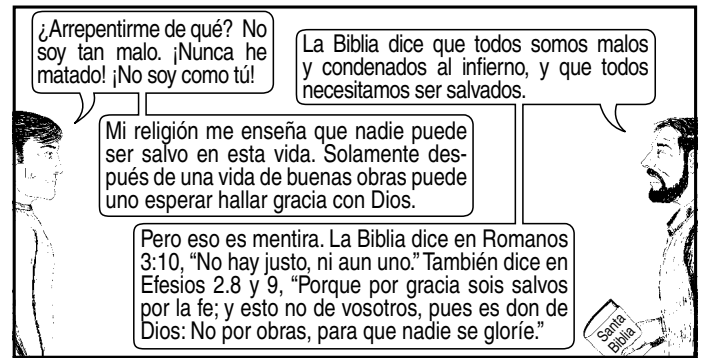 ¿Arrepentirme de qué? No
soy tan malo. ¡Nunca he
matado! ¡No soy como tú!
La Biblia dice que todos somos malos
y condenados al infierno, y que todos
necesitamos ser salvados.
Mi religión me enseña que nadie puede
ser salvo en esta vida. Solamente des-
pués de una vida de buenas obras puede
uno esperar hallar gracia con Dios.
Pero eso es mentira. La Biblia dice en Romanos
3:10, “No hay justo, ni aun uno.” También dice en
Efesios 2.8 y 9, “Porque por gracia sois salvos
por la fe; y esto no de vosotros, pues es don de
Dios: No por obras, para que nadie se gloríe.”
Santa
Biblia